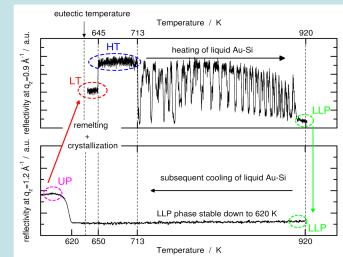 eutectic temperature
Temperature / K
645 713 920
HT
heating of liquid Au-Si
LT
LLP
reflectivity at qz=0.9 Å-1 / a.u.
remelting
+
crystallization
UP
subsequent cooling of liquid Au-Si
LLP phase stable down to 620 K
LLP
reflectivity at qz=1.2 Å-1 / a.u.
620 650 713 920
Temperature / K